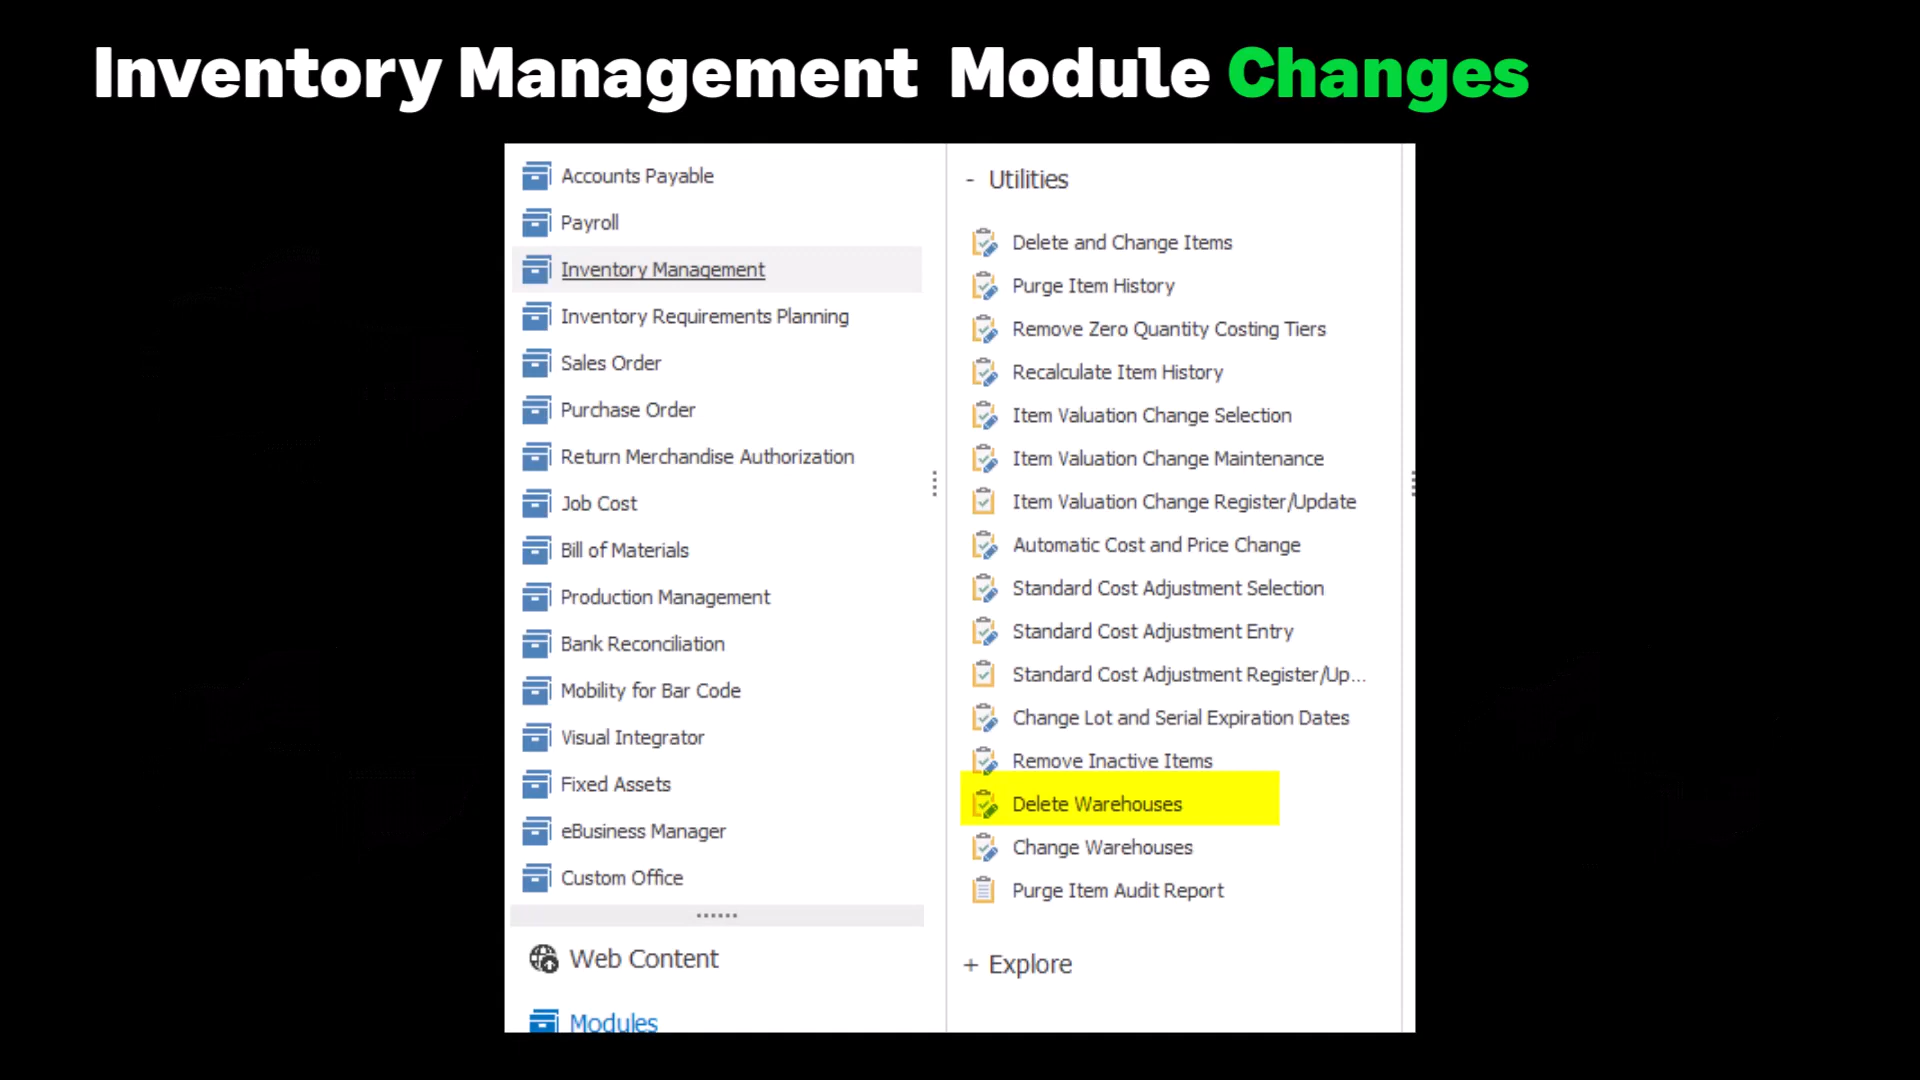 Inventory Management Module Changes
Accounts Payable
Payroll
Inventory Management
Inventory Requirements Planning
Sales Order
Purchase Order
Return Merchandise Authorization
Job Cost
Bill of Materials
Production Management
Bank Reconciliation
Mobility for Bar Code
Visual Integrator
Fixed Assets
eBusiness Manager
Custom Office
Web Content
Modules
- Utilities
Delete and Change Items
Purge Item History
Remove Zero Quantity Costing Tiers
Recalculate Item History
Item Valuation Change Selection
Item Valuation Change Maintenance
Item Valuation Change Register/Update
Automatic Cost and Price Change
Standard Cost Adjustment Selection
Standard Cost Adjustment Entry
Standard Cost Adjustment Register/Up...
Change Lot and Serial Expiration Dates
Remove Inactive Items
Delete Warehouses
Change Warehouses
Purge Item Audit Report
+ Explore